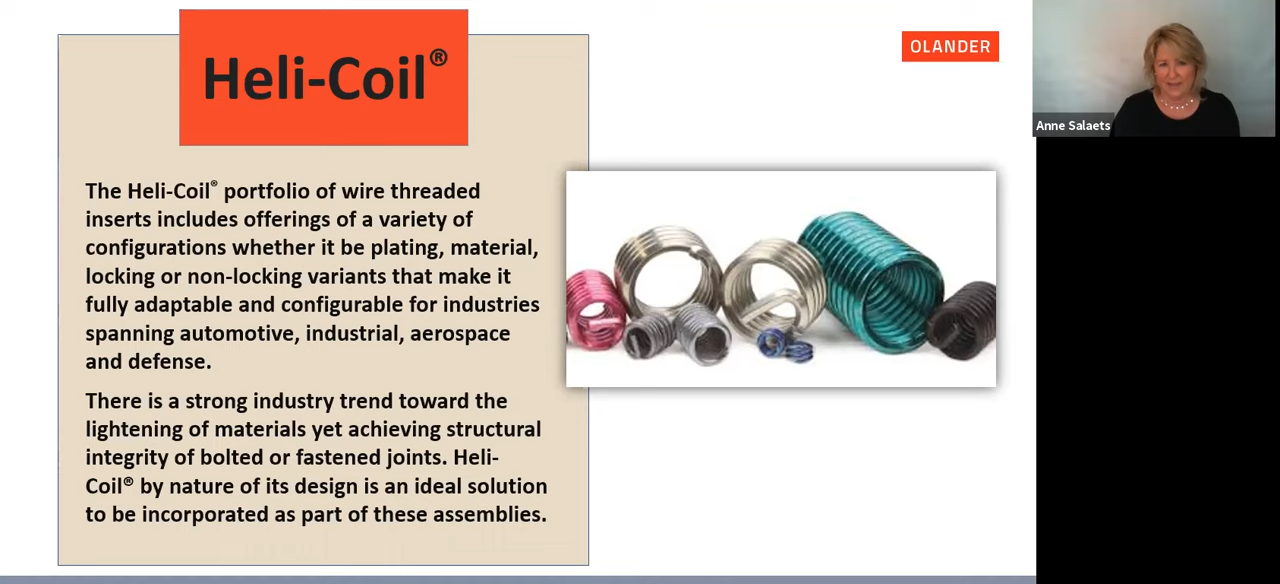 Heli-Coil®
OLANDER
Anne Salaets
The Heli-Coil® portfolio of wire threaded
inserts includes offerings of a variety of
configurations whether it be plating, material,
locking or non-locking variants that make it
fully adaptable and configurable for industries
spanning automotive, industrial, aerospace
and defense.
There is a strong industry trend toward the
lightening of materials yet achieving structural
integrity of bolted or fastened joints. Heli-
Coil® by nature of its design is an ideal solution
to be incorporated as part of these assemblies.